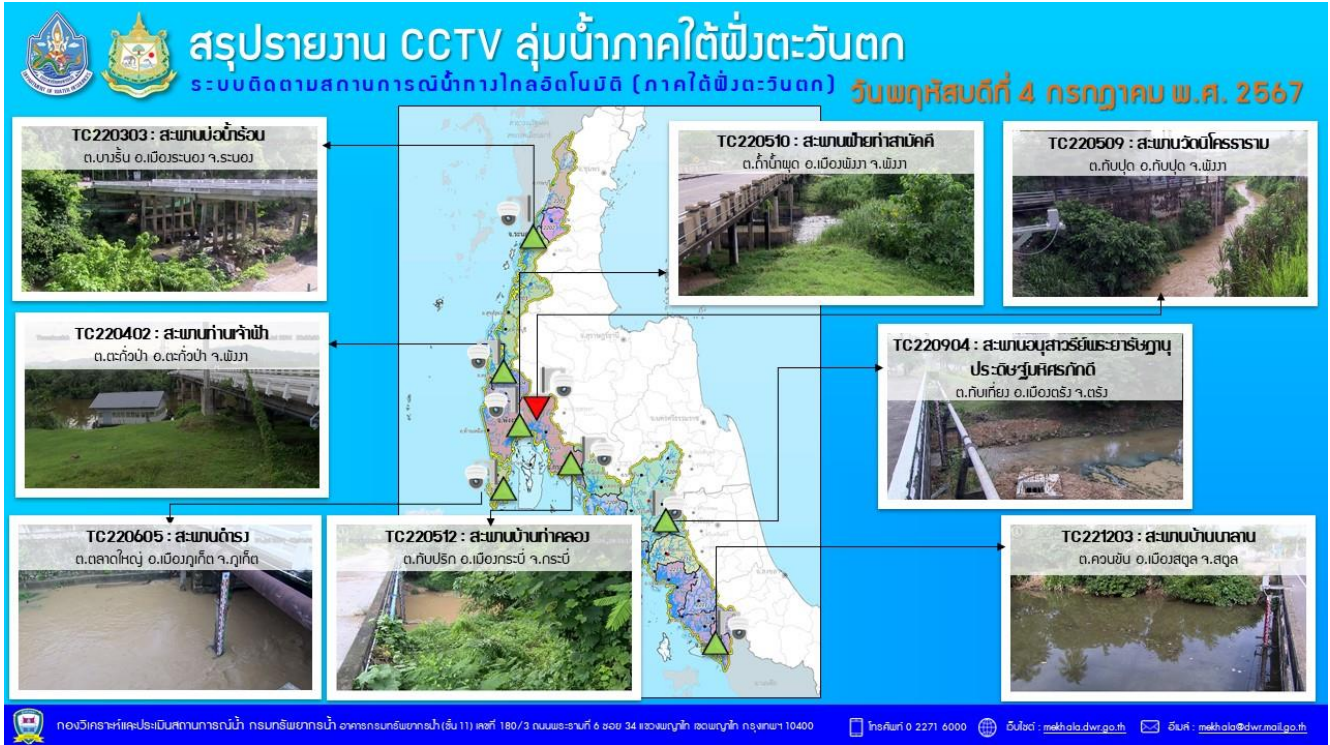 สรุปรายงาน CCTV ลุ่มน้ำภาคใต้ฝั่งตะวันตก
ระบบติดตามสถานการณ์น้ำทางไกลอัตโนมัติ (ภาคใต้ฝั่งตะวันตก)
วันพฤหัสบดีที่ 4 กรกฎาคม พ.ศ. 2567
TC220303 : สะพานบ่อน้ำร้อน
ต.บางริ้น อ.เมืองระนอง จ.ระนอง
TC220510 : สะพานฝ่ายท่าสามัคคี
ต.ถ้ำน้ำผุด อ.เมืองพังงา จ.พังงา
TC220509 : สะพานวัดนิโครธาราม
ต.ทับปุด อ.ทับปุด จ.พังงา
TC220402 : สะพานท่านเจ้าฟ้า
ต.ตะกั่วป่า อ.ตะกั่วป่า จ.พังงา
TC220904 : สะพานอนุสาวรีย์พระยารัษฎานุ
ประดิษฐ์มหิศรภักดี
ต.ทับเที่ยง อ.เมืองตรัง จ.ตรัง
TC220605 : สะพานดำรง
ต.ตลาดใหญ่ อ.เมืองภูเก็ต จ.ภูเก็ต
TC220512 : สะพานบ้านท่าคลอง
ต.ทับปริก อ.เมืองกระบี่ จ.กระบี่
TC221203 : สะพานบ้านนาลาน
ต.ควนขัน อ.เมืองสตูล จ.สตูล
กองวิเคราะห์และประเมินสถานการณ์น้ำ กรมทรัพยากรน้ำ อาคารกรมทรัพยากรน้ำ (ชั้น 11) เลขที่ 180/3 ถนนพระรามที่ 6 ซอย 34 แขวงพญาไท เขตพญาไท กรุงเทพฯ 10400
โทรศัพท์ 0 2271 6000
เว็บไซต์ : mekhala.dwr.go.th
อีเมล์ : mekhala@dwr.mail.go.th